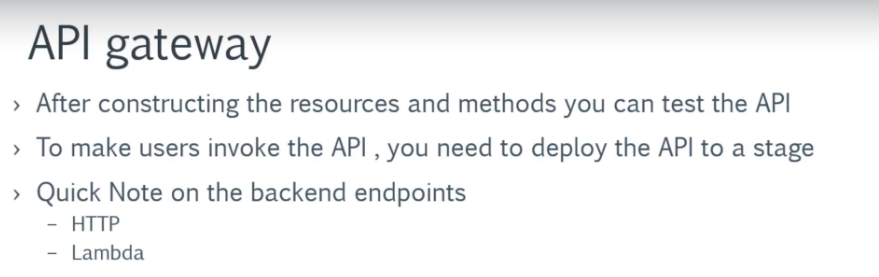 API gateway
› After constructing the resources and methods you can test the API
› To make users invoke the API , you need to deploy the API to a stage
› Quick Note on the backend endpoints
– HTTP
– Lambda